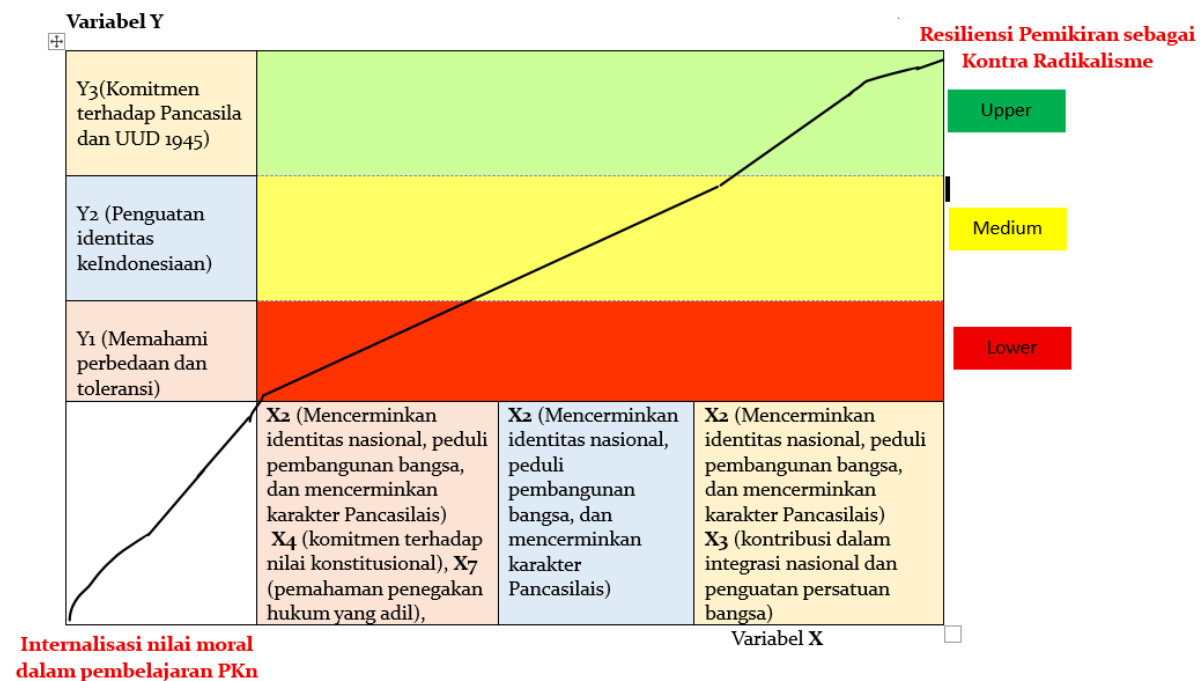 Variabel Y
Resiliensi Pemikiran sebagai
Kontra Radikalisme
Y3(Komitmen
terhadap Pancasila
dan UUD 1945)
Upper
Y2 (Penguatan
identitas
keIndonesiaan)
Medium
Y1 (Memahami
perbedaan dan
toleransi)
Lower
X2 (Mencerminkan
identitas nasional, peduli
pembangunan bangsa,
dan mencerminkan
karakter Pancasilais)
X4 (komitmen terhadap
nilai konstitusional), X7
(pemahaman penegakan
hukum yang adil),
X2 (Mencerminkan
identitas nasional,
peduli
pembangunan
bangsa, dan
mencerminkan
karakter
Pancasilais)
X2 (Mencerminkan
identitas nasional, peduli
pembangunan bangsa,
dan mencerminkan
karakter Pancasilais)
X3 (kontribusi dalam
integrasi nasional dan
penguatan persatuan
bangsa)
Variabel X
Internalisasi nilai moral
dalam pembelajaran PKn